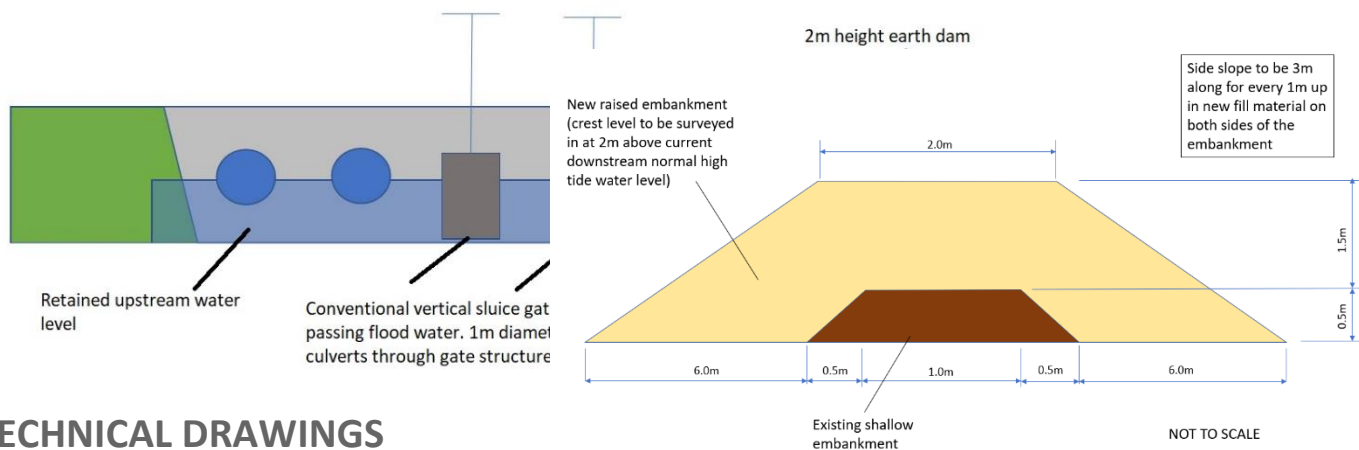 2m height earth dam
Side slope to be 3m
along for every 1m up
in new fill material on
both sides of the
embankment
New raised embankment
(crest level to be surveyed
in at 2m above current
downstream normal high
tide water level)
2.0m
1.5m
0.5m
6.0m
0.5m
1.0m
0.5m
6.0m
Existing shallow
embankment
NOT TO SCALE
Retained upstream water
level
Conventional vertical sluice gat
passing flood water. 1m diamet
culverts through gate structure
ECHNICAL DRAWINGS